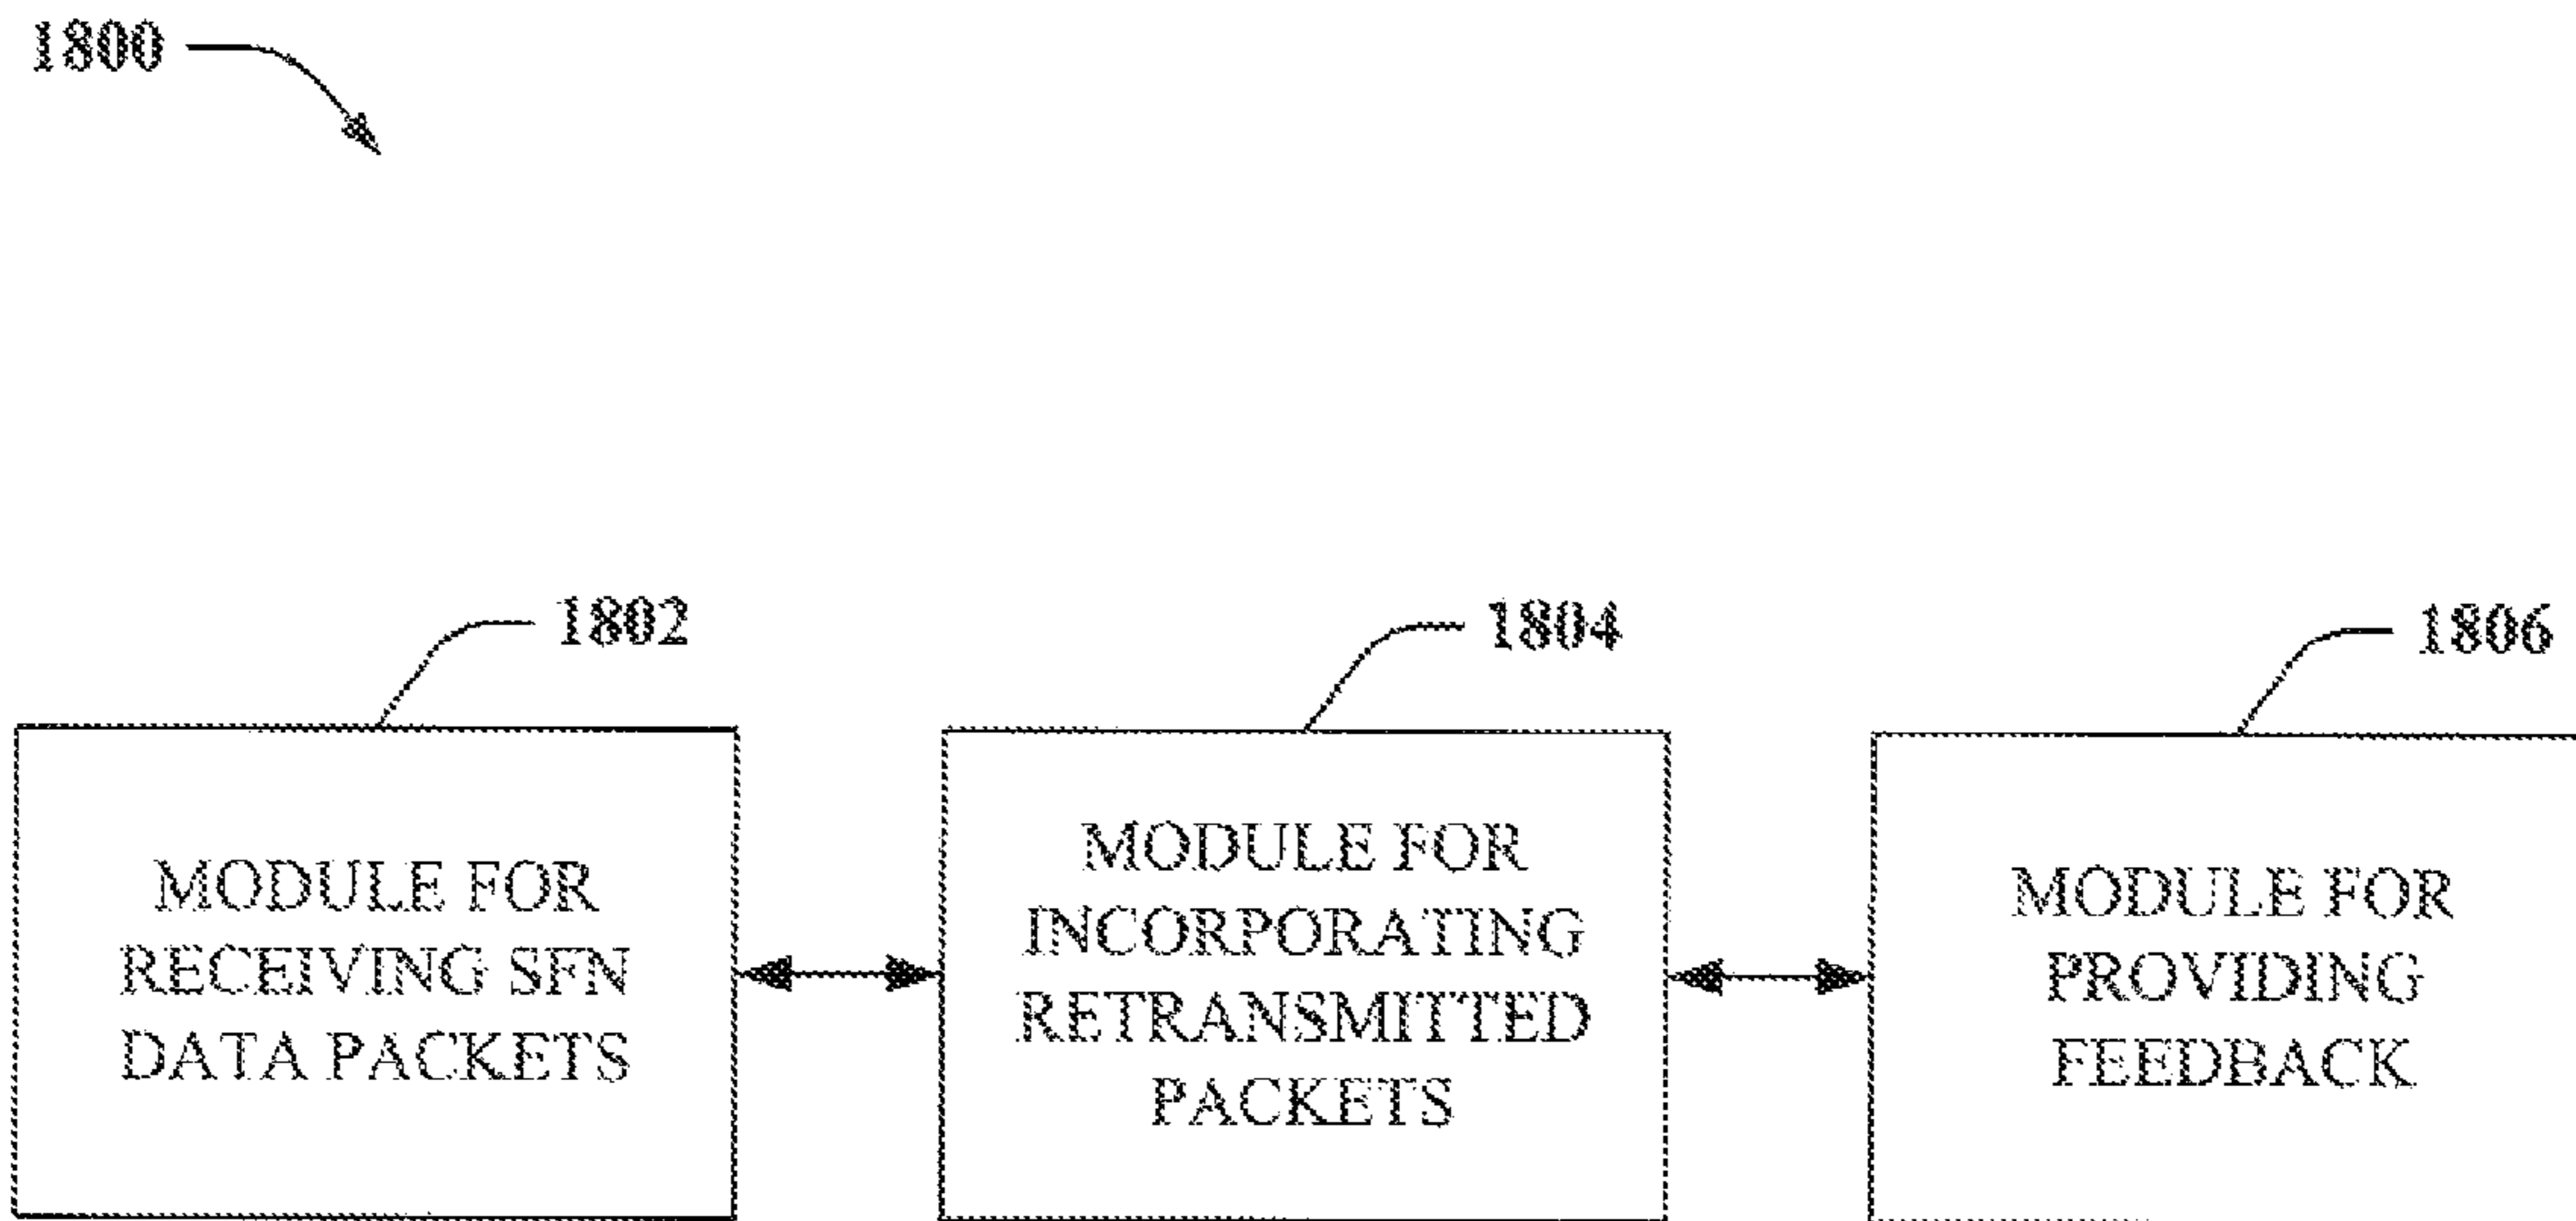 1800
1802
1804
1806
MODULE FOR
RECEIVING SFN
DATA PACKETS
MODULE FOR
INCORPORATING
RETRANSMITTED
PACKETS
MODULE FOR
PROVIDING
FEEDBACK